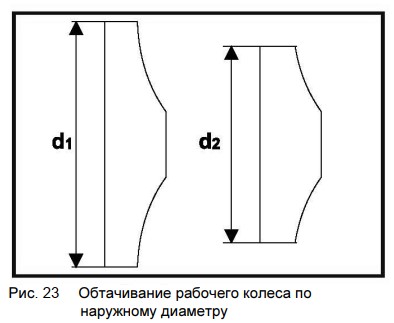 d1 d2
Рис. 23 Обтачивание рабочего колеса по
наружному диаметру